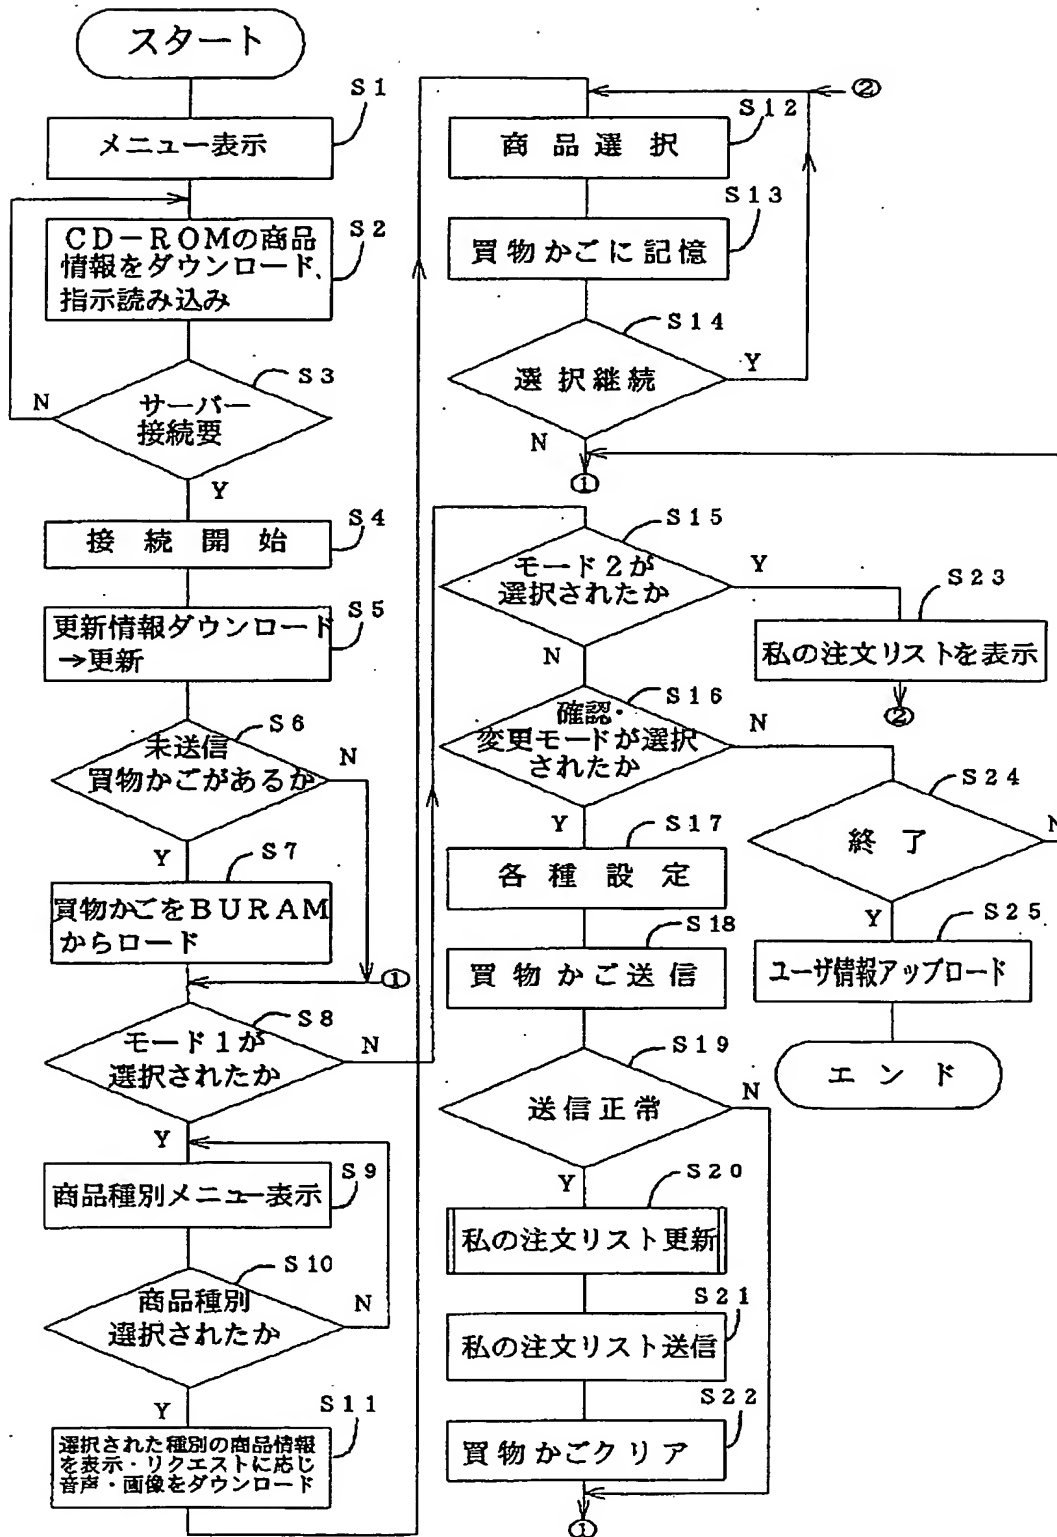 スタート
S1
メニュー表示
S2
CD-ROMの商品
情報をダウンロード、
指示読み込み
S3
サーバー
接続要
N
Y
S4
接続開始
S5
更新情報ダウンロード
→更新
S6
未送信
買物かごがあるか
N
Y
S7
買物かごをBURAM
からロード
①
S8
モード1が
選択されたか
N
Y
S9
商品種別メニュー表示
S10
商品種別
選択されたか
N
Y
S11
選択された種別の商品情報
を表示・リクエストに応じ
音声・画像をダウンロード
②
S12
商品選択
S13
買物かごに記憶
S14
選択継続
Y
N
①
S15
モード2が
選択されたか
Y
N
S23
私の注文リストを表示
②
S16
確認・
変更モードが選択
されたか
N
Y
S24
終了
N
Y
S17
各種設定
S18
買物かご送信
S25
ユーザ情報アップロード
エンド
S19
送信正常
N
Y
S20
私の注文リスト更新
S21
私の注文リスト送信
S22
買物かごクリア
①